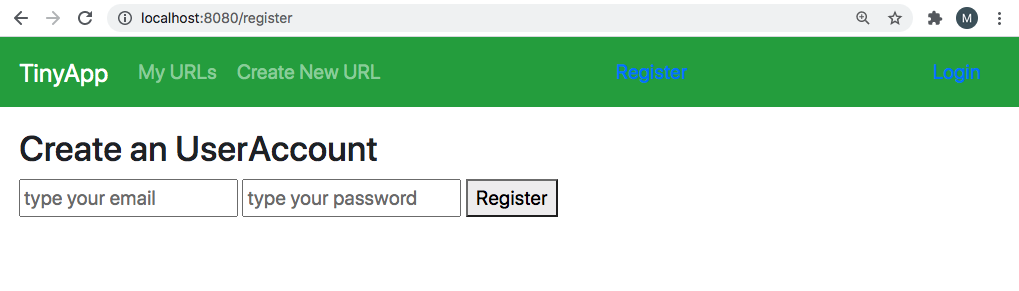 localhost:8080/register
M
TinyApp My URLs Create New URL Register Login
Create an UserAccount
type your email type your password Register